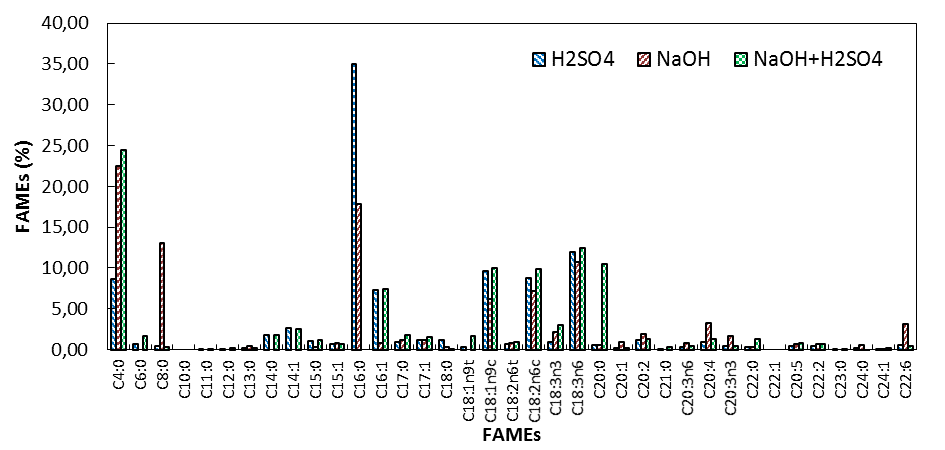 40,00
35,00
30,00
25,00
20,00
15,00
10,00
5,00
0,00
FAMEs (%)
H2SO4 NaOH NaOH+H2SO4
C4:0 C6:0 C8:0 C10:0 C11:0 C12:0 C13:0 C14:0 C14:1 C15:0 C15:1 C16:0 C16:1 C17:0 C17:1 C18:0 C18:1n9t C18:1n9c C18:2n6t C18:2n6c C18:3n3 C18:3n6 C20:0 C20:1 C20:2 C21:0 C20:3n6 C20:4 C20:3n3 C22:0 C22:1 C20:5 C22:2 C23:0 C24:0 C24:1 C22:6
FAMEs